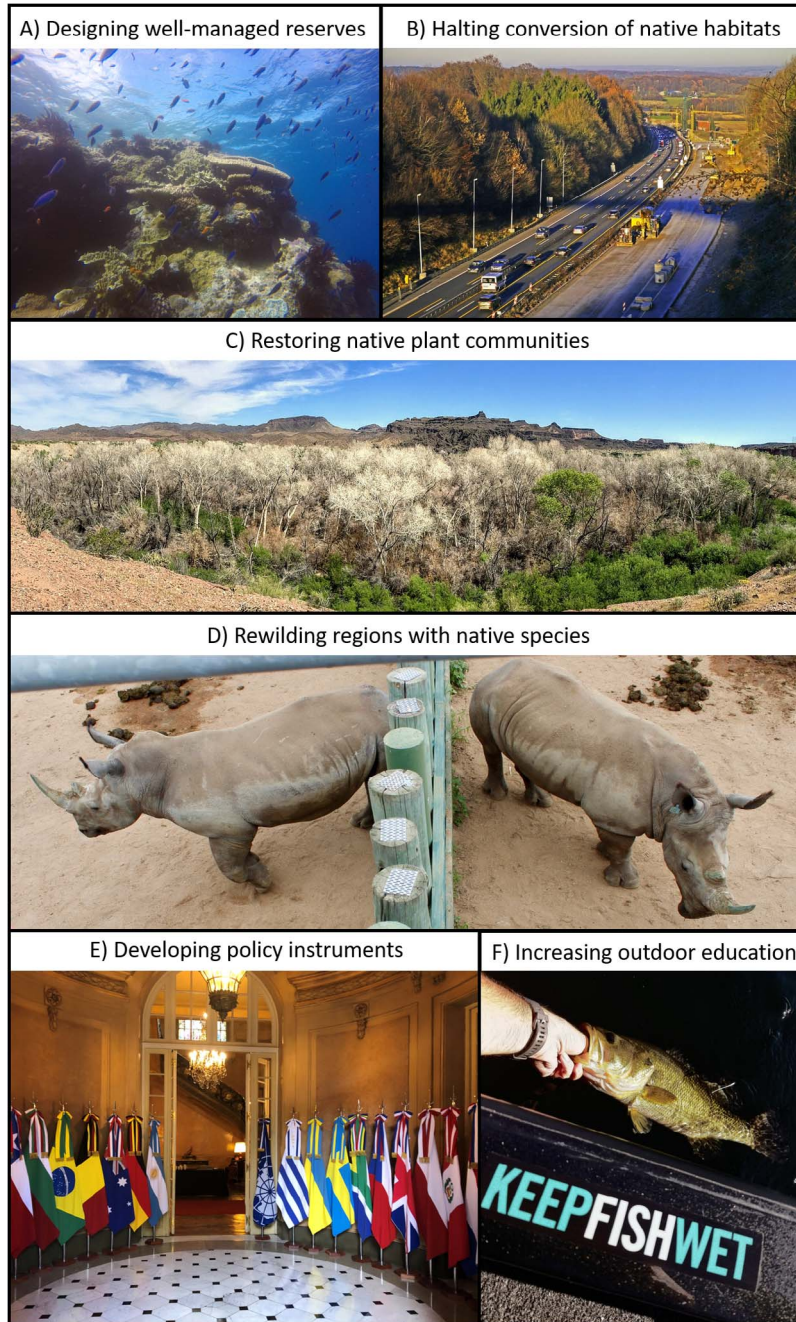 A) Designing well-managed reserves
B) Halting conversion of native habitats
C) Restoring native plant communities
D) Rewilding regions with native species
E) Developing policy instruments
F) Increasing outdoor education
KEEPFISHWET